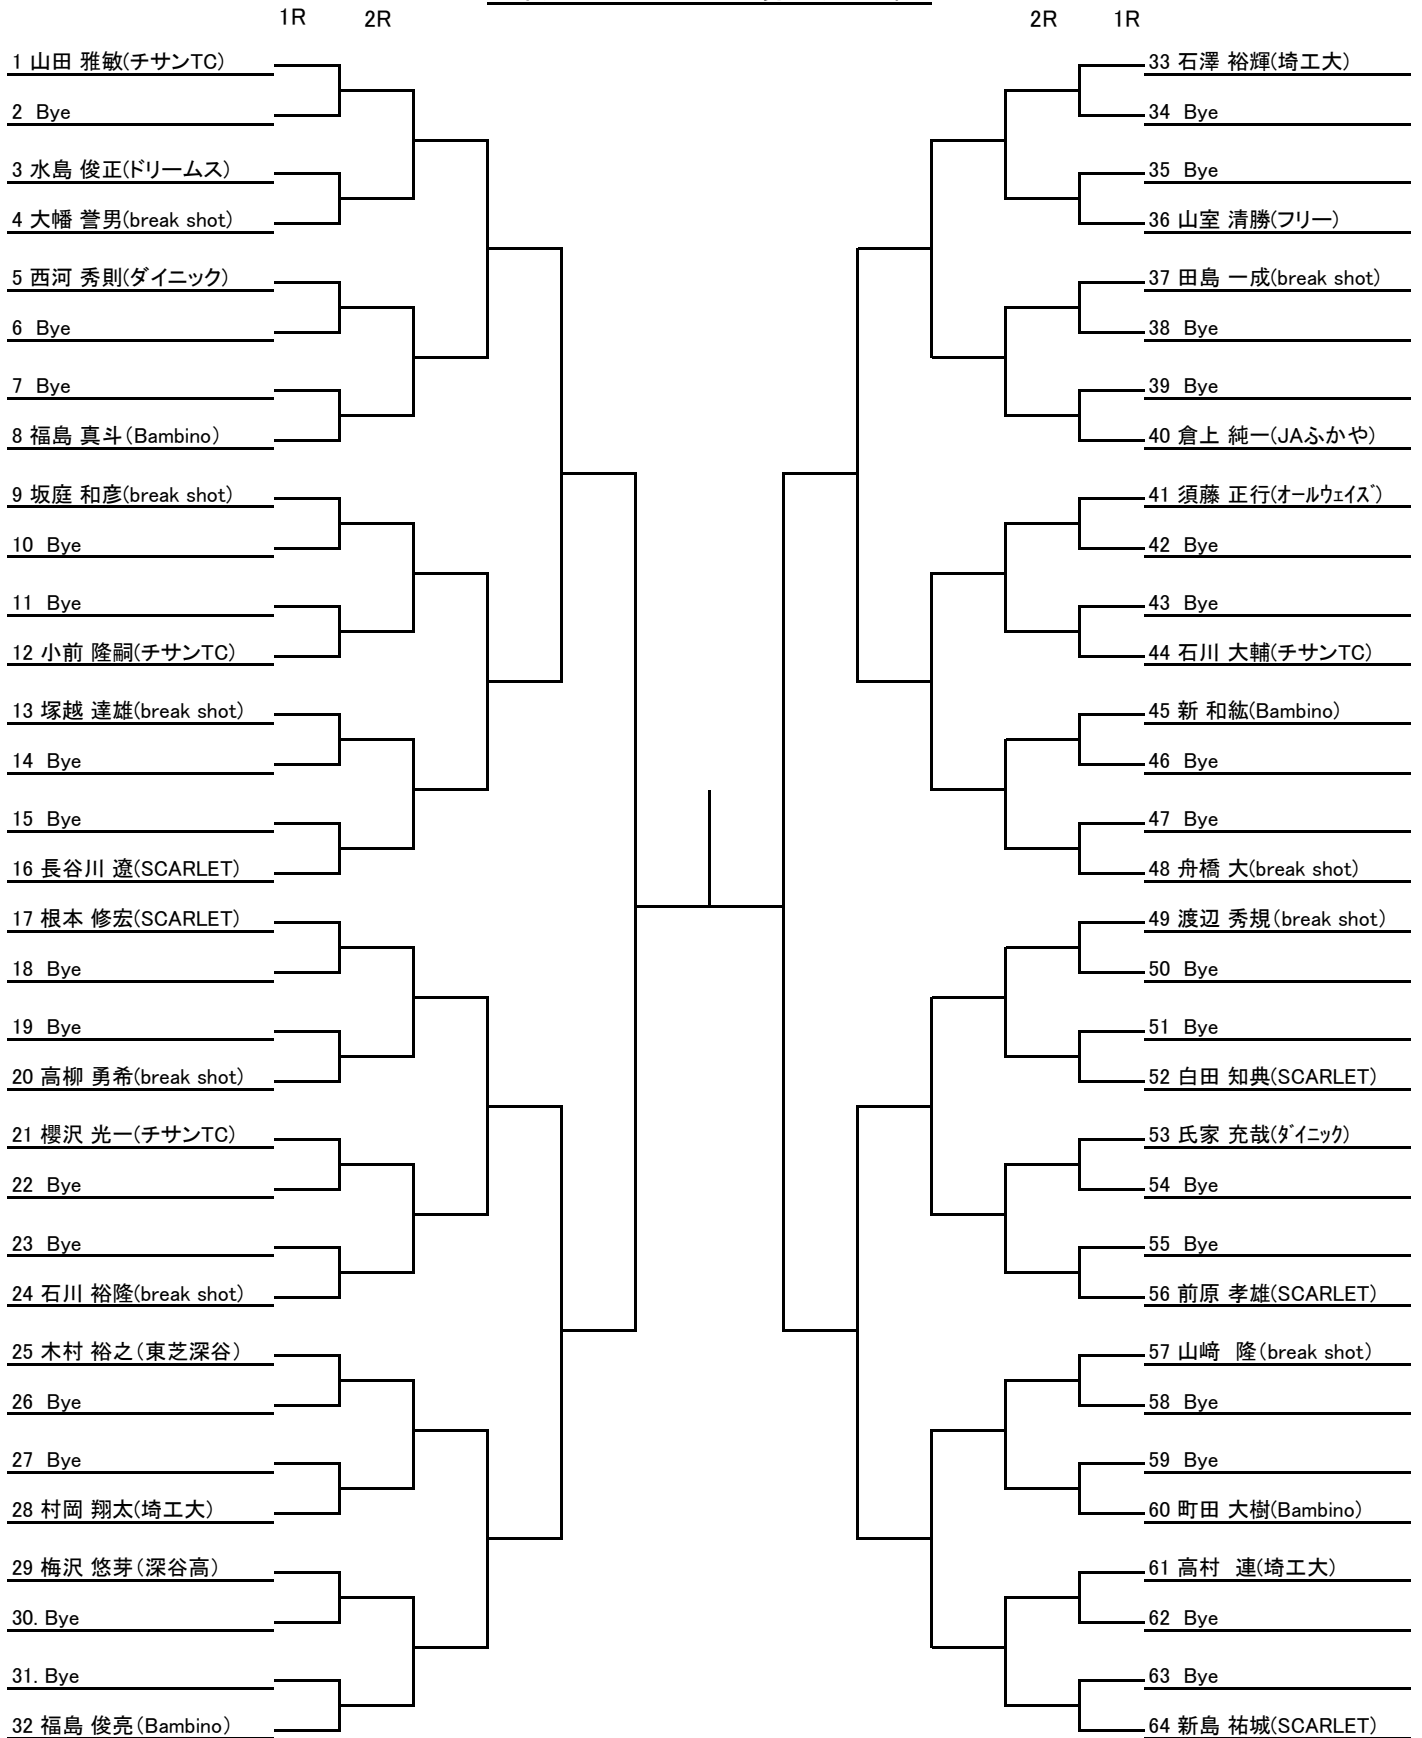 1R 2R
2R 1R
1 山田 雅敏(チサンTC)
2 Bye
3 水島 俊正(ドリームス)
4 大幡 誉男(break shot)
5 西河 秀則(ダイニック)
6 Bye
7 Bye
8 福島 真斗(Bambino)
9 坂庭 和彦(break shot)
10 Bye
11 Bye
12 小前 隆嗣(チサンTC)
13 塚越 達雄(break shot)
14 Bye
15 Bye
16 長谷川 遼(SCARLET)
17 根本 修宏(SCARLET)
18 Bye
19 Bye
20 高柳 勇希(break shot)
21 櫻沢 光一(チサンTC)
22 Bye
23 Bye
24 石川 裕隆(break shot)
25 木村 裕之(東芝深谷)
26 Bye
27 Bye
28 村岡 翔太(埼工大)
29 梅沢 悠芽(深谷高)
30. Bye
31. Bye
32 福島 俊亮(Bambino)
33 石澤 裕輝(埼工大)
34 Bye
35 Bye
36 山室 清勝(フリー)
37 田島 一成(break shot)
38 Bye
39 Bye
40 倉上 純一(JAふかや)
41 須藤 正行(ｵｰﾙｳｪｲｽﾞ)
42 Bye
43 Bye
44 石川 大輔(チサンTC)
45 新 和紘(Bambino)
46 Bye
47 Bye
48 舟橋 大(break shot)
49 渡辺 秀規(break shot)
50 Bye
51 Bye
52 白田 知典(SCARLET)
53 氏家 充哉(ﾀﾞｲﾆｯｸ)
54 Bye
55 Bye
56 前原 孝雄(SCARLET)
57 山﨑 隆(break shot)
58 Bye
59 Bye
60 町田 大樹(Bambino)
61 高村 連(埼工大)
62 Bye
63 Bye
64 新島 祐城(SCARLET)